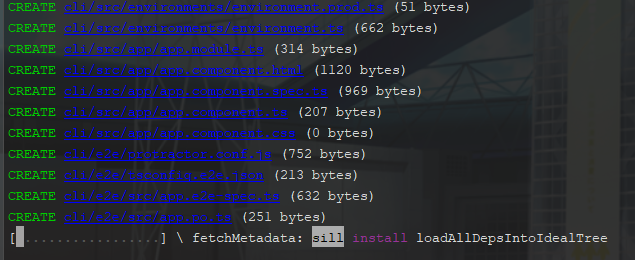 CREATE cli/src/environments/environment.prod.ts (51 bytes)
CREATE cli/src/environments/environment.ts (662 bytes)
CREATE cli/src/app/app.module.ts (314 bytes)
CREATE cli/src/app/app.component.html (1120 bytes)
CREATE cli/src/app/app.component.spec.ts (969 bytes)
CREATE cli/src/app/app.component.ts (207 bytes)
CREATE cli/src/app/app.component.css (0 bytes)
CREATE cli/e2e/protractor.conf.js (752 bytes)
CREATE cli/e2e/tsconfig.e2e.json (213 bytes)
CREATE cli/e2e/src/app.e2e-spec.ts (632 bytes)
CREATE cli/e2e/src/app.po.ts (251 bytes)
[ .................] \ fetchMetadata: sill install loadAllDepsIntoIdealTree